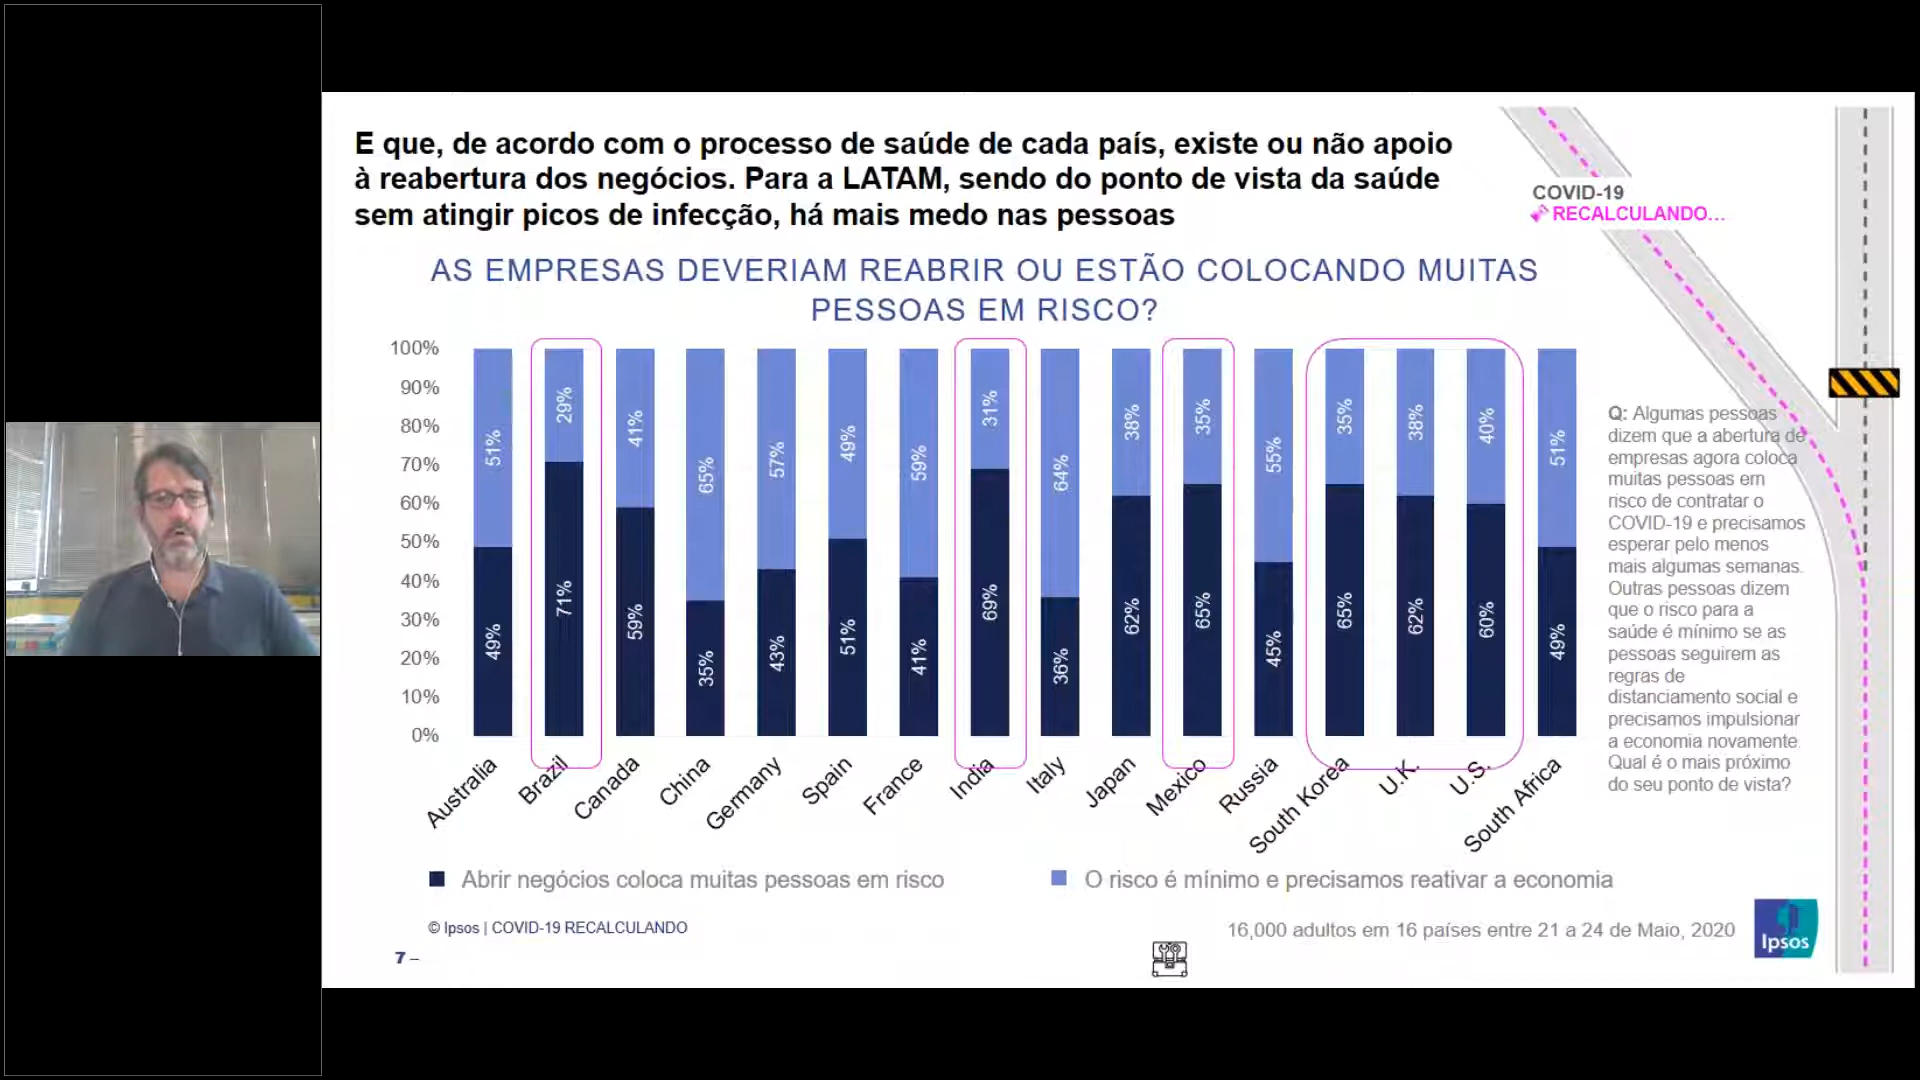 E que, de acordo com o processo de saúde de cada país, existe ou não apoio
à reabertura dos negócios. Para a LATAM, sendo do ponto de vista da saúde
sem atingir picos de infecção, há mais medo nas pessoas
COVID-19
RECALCULANDO...
AS EMPRESAS DEVERIAM REABRIR OU ESTÃO COLOCANDO MUITAS
PESSOAS EM RISCO?
100%
90%
80%
70%
60%
50%
40%
30%
20%
10%
0%
51%
29%
41%
65%
57%
49%
59%
31%
64%
38%
35%
55%
35%
38%
40%
51%
49%
71%
59%
35%
43%
51%
41%
69%
36%
62%
65%
45%
65%
62%
60%
49%
Australia
Brazil
Canada
China
Germany
Spain
France
India
Italy
Japan
Mexico
Russia
South Korea
U.K.
U.S.
South Africa
Q: Algumas pessoas
dizem que a abertura de
empresas agora coloca
muitas pessoas em
risco de contratar o
COVID-19 e precisamos
esperar pelo menos
mais algumas semanas.
Outras pessoas dizem
que o risco para a
saúde é mínimo se as
pessoas seguirem as
regras de
distanciamento social e
precisamos impulsionar
a economia novamente.
Qual é o mais próximo
do seu ponto de vista?
Abrir negócios coloca muitas pessoas em risco
O risco é mínimo e precisamos reativar a economia
© Ipsos | COVID-19 RECALCULANDO
16,000 adultos em 16 países entre 21 a 24 de Maio, 2020
Ipsos
7 –